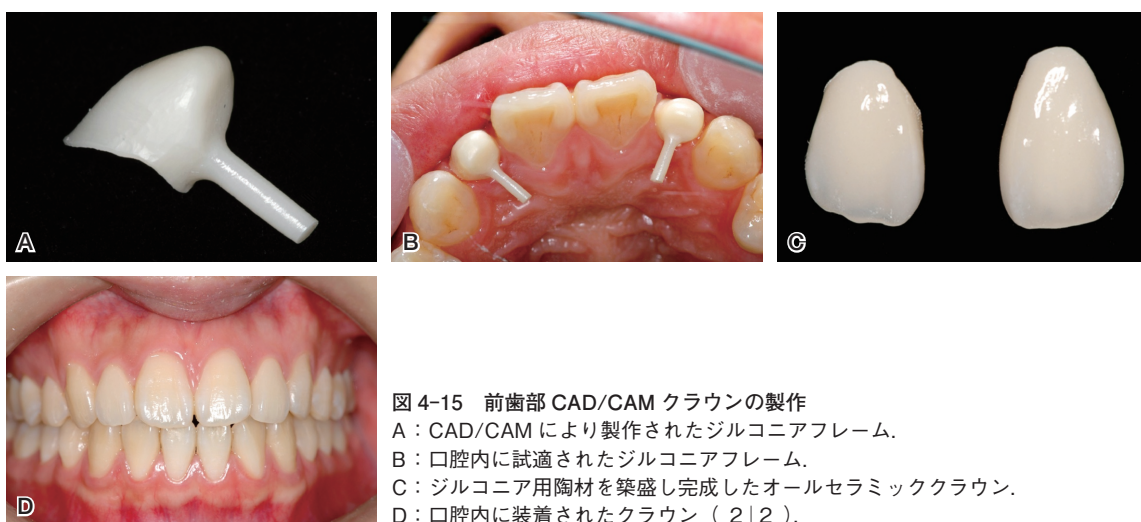 A
B
C
D
図 4-15 前歯部 CAD/CAM クラウンの製作
A:CAD/CAM により製作されたジルコニアフレーム.
B:口腔内に試適されたジルコニアフレーム.
C:ジルコニア用陶材を築盛し完成したオールセラミッククラウン.
D:口腔内に装着されたクラウン( 2|2 ).